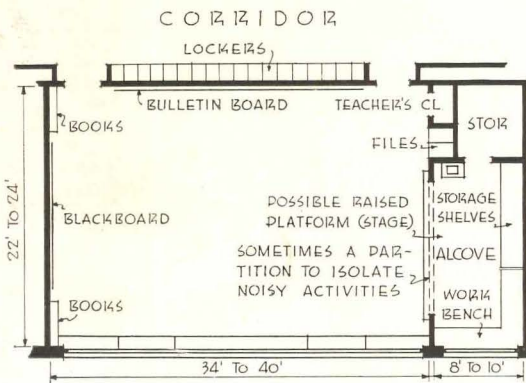 CORRIDOR
LOCKERS
BULLETIN BOARD
TEACHER'S CL.
BOOKS
STOR
FILES
22' TO 24'
BLACKBOARD
POSSIBLE RAISED
PLATFORM (STAGE)
STORAGE
SHELVES
SOMETIMES A PAR-
TITION TO ISOLATE
NOISY ACTIVITIES
ALCOVE
BOOKS
WORK
BENCH
34' TO 40'
8' TO 10'